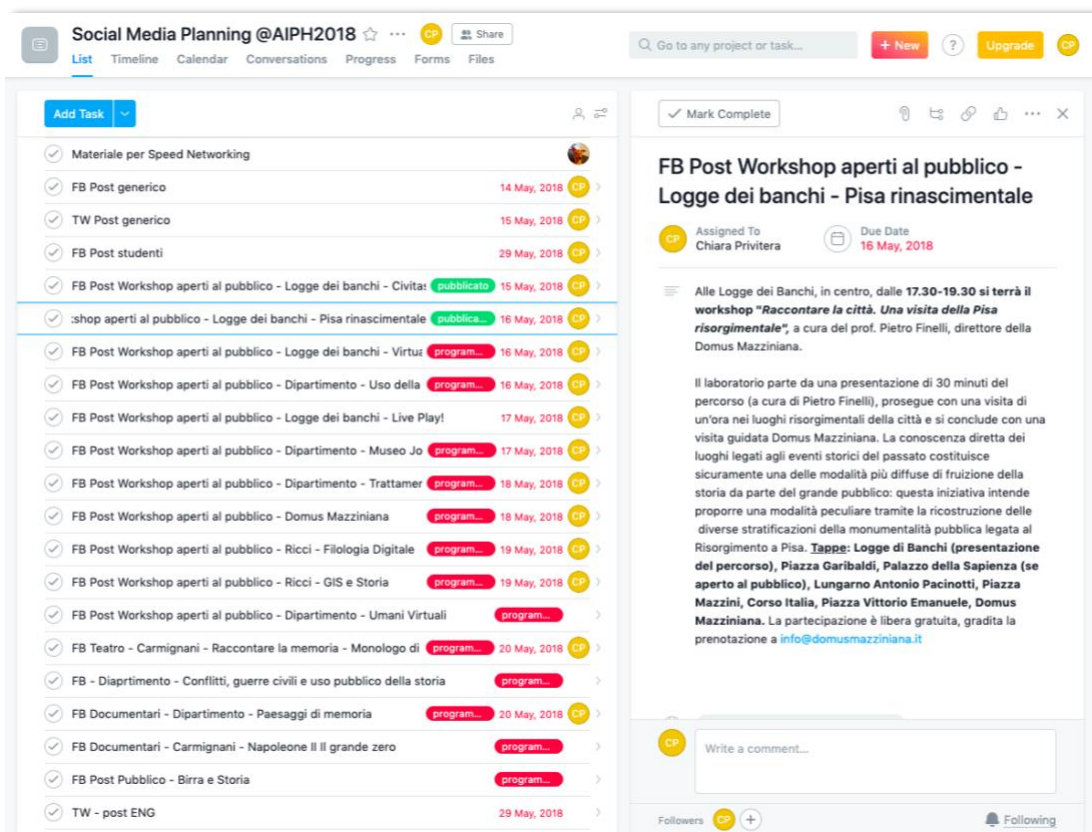 Social Media Planning @AIPH2018
CP
Share
List Timeline Calendar Conversations Progress Forms Files
Go to any project or task...
+ New
?
Upgrade
CP
Add Task
Materiale per Speed Networking
FB Post generico 14 May, 2018 CP
TW Post generico 15 May, 2018 CP
FB Post studenti 29 May, 2018 CP
FB Post Workshop aperti al pubblico - Logge dei banchi - Civitas pubblicato 15 May, 2018 CP
:shop aperti al pubblico - Logge dei banchi - Pisa rinascimentale pubblica... 16 May, 2018 CP
FB Post Workshop aperti al pubblico - Logge dei banchi - Virtua program... 16 May, 2018 CP
FB Post Workshop aperti al pubblico - Dipartimento - Uso della program... 16 May, 2018 CP
FB Post Workshop aperti al pubblico - Logge dei banchi - Live Play! 17 May, 2018 CP
FB Post Workshop aperti al pubblico - Dipartimento - Museo Jo program... 17 May, 2018 CP
FB Post Workshop aperti al pubblico - Dipartimento - Trattamer program... 18 May, 2018 CP
FB Post Workshop aperti al pubblico - Domus Mazziniana program... 18 May, 2018 CP
FB Post Workshop aperti al pubblico - Ricci - Filologia Digitale program... 19 May, 2018 CP
FB Post Workshop aperti al pubblico - Ricci - GIS e Storia program... 19 May, 2018 CP
FB Post Workshop aperti al pubblico - Dipartimento - Umani Virtuali program...
FB Teatro - Carmignani - Raccontare la memoria - Monologo di program... 20 May, 2018 CP
FB - Diaprtimento - Conflitti, guerre civili e uso pubblico della storia program...
FB Documentari - Dipartimento - Paesaggi di memoria program... 20 May, 2018 CP
FB Documentari - Carmignani - Napoleone II Il grande zero program...
FB Post Pubblico - Birra e Storia program...
TW - post ENG 29 May, 2018
Mark Complete
FB Post Workshop aperti al pubblico -
Logge dei banchi - Pisa rinascimentale
CP
Assigned To
Chiara Privitera
Due Date
16 May, 2018
Alle Logge dei Banchi, in centro, dalle 17.30-19.30 si terrà il
workshop "Raccontare la città. Una visita della Pisa
risorgimentale", a cura del prof. Pietro Finelli, direttore della
Domus Mazziniana.
Il laboratorio parte da una presentazione di 30 minuti del
percorso (a cura di Pietro Finelli), prosegue con una visita di
un'ora nei luoghi risorgimentali della città e si conclude con una
visita guidata Domus Mazziniana. La conoscenza diretta dei
luoghi legati agli eventi storici del passato costituisce
sicuramente una delle modalità più diffuse di fruizione della
storia da parte del grande pubblico: questa iniziativa intende
proporre una modalità peculiare tramite la ricostruzione delle
diverse stratificazioni della monumentalità pubblica legata al
Risorgimento a Pisa. Tappe: Logge di Banchi (presentazione
del percorso), Piazza Garibaldi, Palazzo della Sapienza (se
aperto al pubblico), Lungarno Antonio Pacinotti, Piazza
Mazzini, Corso Italia, Piazza Vittorio Emanuele, Domus
Mazziniana. La partecipazione è libera gratuita, gradita la
prenotazione a info@domusmazziniana.it
CP
Write a comment...
Followers CP +
Following